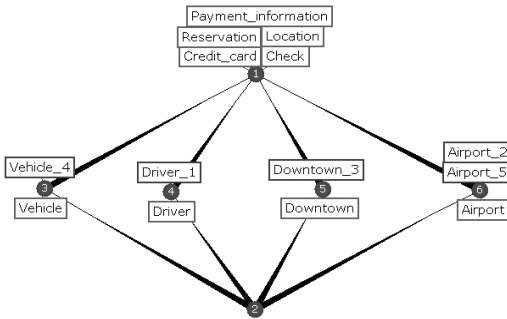 Payment_information
Reservation Location
Credit_card Check
1
Vehicle_4 Driver_1 Downtown_3 Airport_2
Airport_5
3 4 5 6
Vehicle Driver Downtown Airport
2